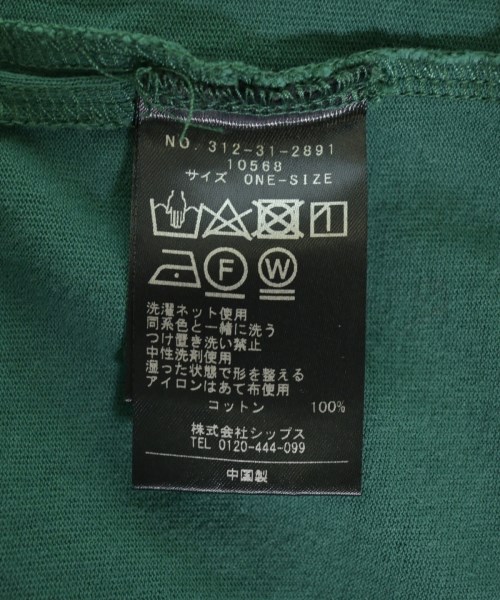 NO. 312-31-2891
10568
サイズ ONE-SIZE
F W
洗濯ネット使用
同系色と一緒に洗う
つけ置き洗い禁止
中性洗剤使用
湿った状態で形を整える
アイロンはあて布使用
コットン 100%
株式会社シップス
TEL 0120-444-099
中国製